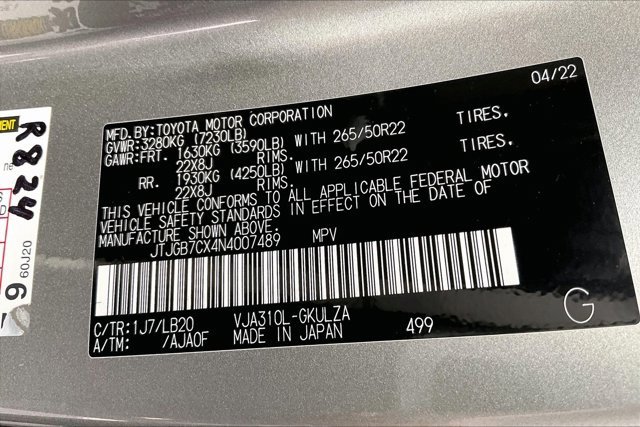 04/22
MFD.BY:TOYOTA MOTOR CORPORATION
GVWR:3280KG (7230LB)
GAWR:FRT. 1630KG (3590LB) WITH 265/50R22 TIRES.
22X8J RIMS.
RR. 1930KG (4250LB) WITH 265/50R22 TIRES.
22X8J RIMS.
THIS VEHICLE CONFORMS TO ALL APPLICABLE FEDERAL MOTOR
VEHICLE SAFETY STANDARDS IN EFFECT ON THE DATE OF
MANUFACTURE SHOWN ABOVE.
JTJGB7CX4N4007489 MPV
C/TR:1J7/LB20 VJA310L-GKULZA
A/TM: /AJA0F MADE IN JAPAN 499
G
R824
60J20